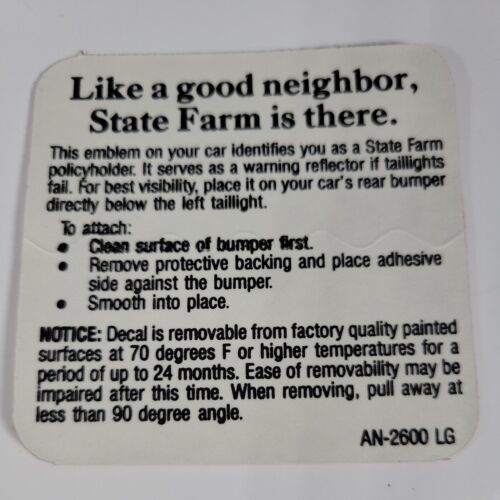 Like a good neighbor,
State Farm is there.
This emblem on your car identifies you as a State Farm
policyholder. It serves as a warning reflector if taillights
fail. For best visibility, place it on your car's rear bumper
directly below the left taillight.
To attach:
● Clean surface of bumper first.
● Remove protective backing and place adhesive
side against the bumper.
● Smooth into place.
NOTICE: Decal is removable from factory quality painted
surfaces at 70 degrees F or higher temperatures for a
period of up to 24 months. Ease of removability may be
impaired after this time. When removing, pull away at
less than 90 degree angle.
AN-2600 LG